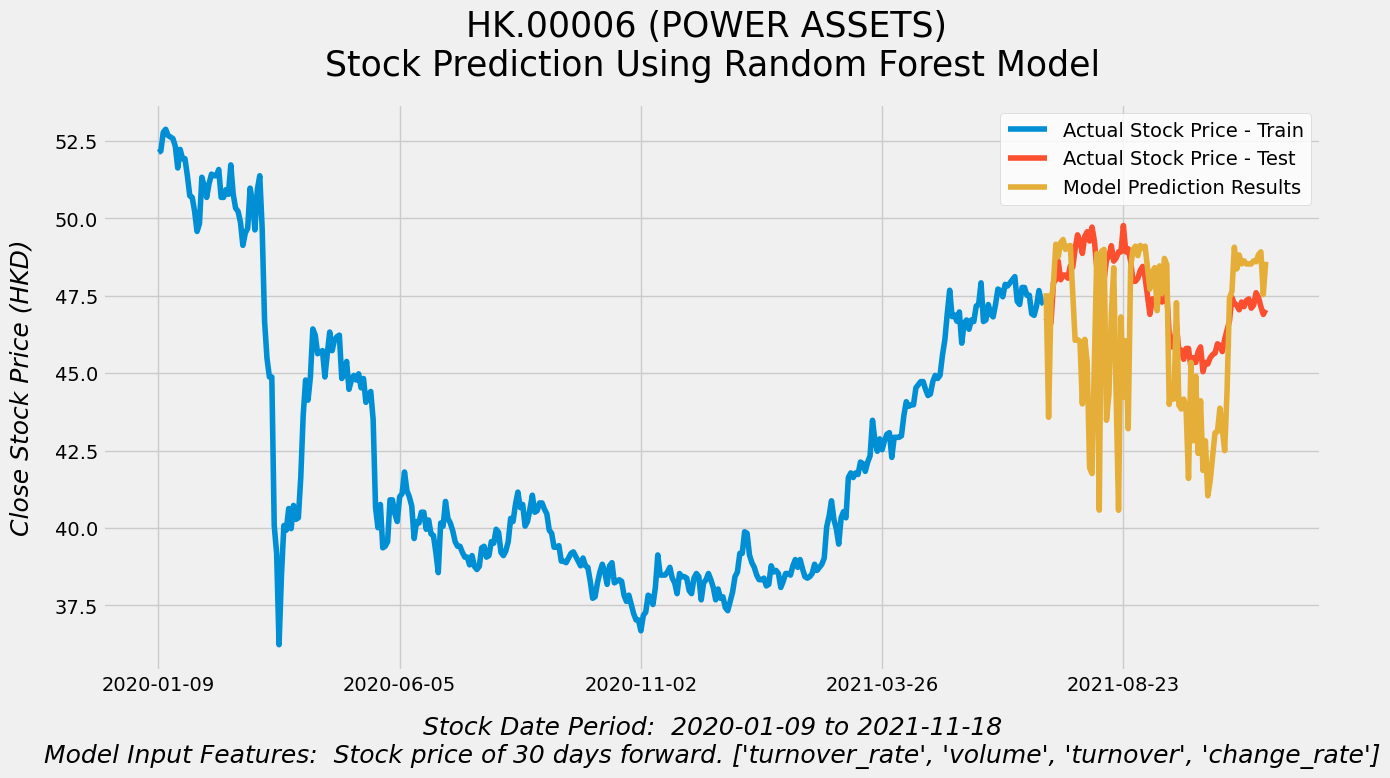 HK.00006 (POWER ASSETS)
Stock Prediction Using Random Forest Model
Actual Stock Price - Train
Actual Stock Price - Test
Model Prediction Results
Close Stock Price (HKD)
52.5
50.0
47.5
45.0
42.5
40.0
37.5
2020-01-09
2020-06-05
2020-11-02
2021-03-26
2021-08-23
Stock Date Period:  2020-01-09 to 2021-11-18
Model Input Features:  Stock price of 30 days forward. ['turnover_rate', 'volume', 'turnover', 'change_rate']